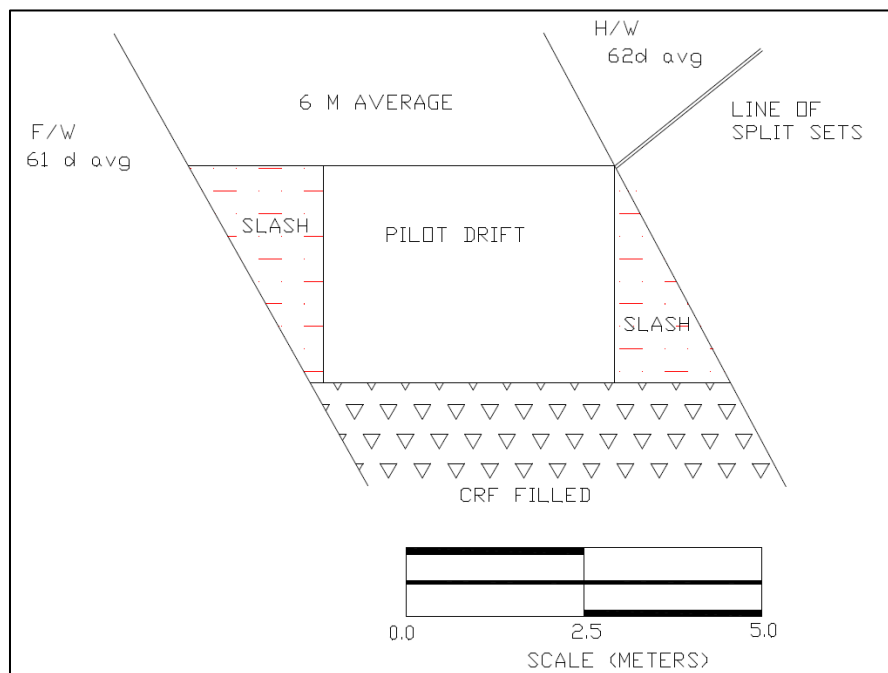 H/W
62d avg
6 M AVERAGE
LINE OF
SPLIT SETS
F/W
61 d avg
SLASH
PILOT DRIFT
SLASH
CRF FILLED
0.0
2.5
5.0
SCALE (METERS)